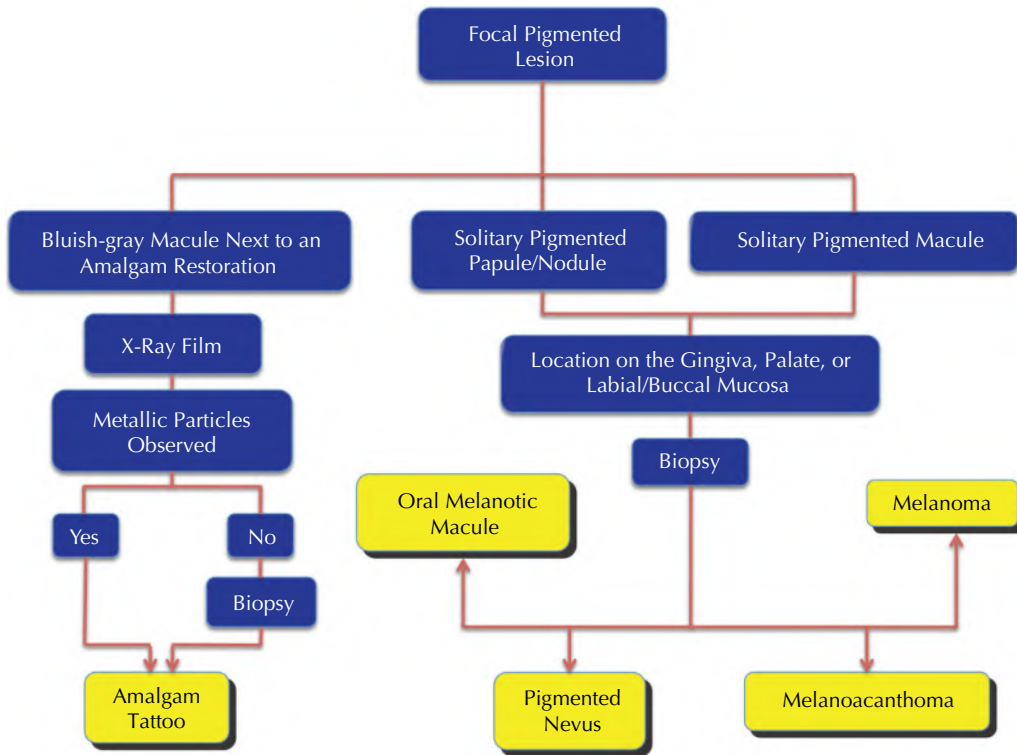 Focal Pigmented
Lesion
Bluish-gray Macule Next to an
Amalgam Restoration
Solitary Pigmented
Papule/Nodule
Solitary Pigmented Macule
X-Ray Film
Location on the Gingiva, Palate, or
Labial/Buccal Mucosa
Metallic Particles
Observed
Biopsy
Oral Melanotic
Macule
Melanoma
Yes
No
Biopsy
Amalgam
Tattoo
Pigmented
Nevus
Melanoacanthoma